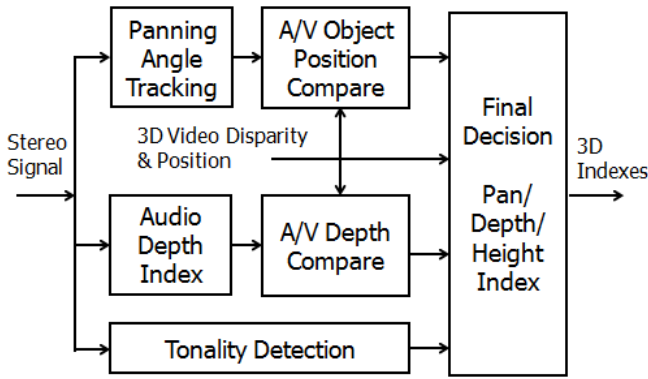 Panning
Angle
Tracking
A/V Object
Position
Compare
Stereo
Signal
3D Video Disparity
& Position
Final
Decision
Pan/
Depth/
Height
Index
3D
Indexes
Audio
Depth
Index
A/V Depth
Compare
Tonality Detection